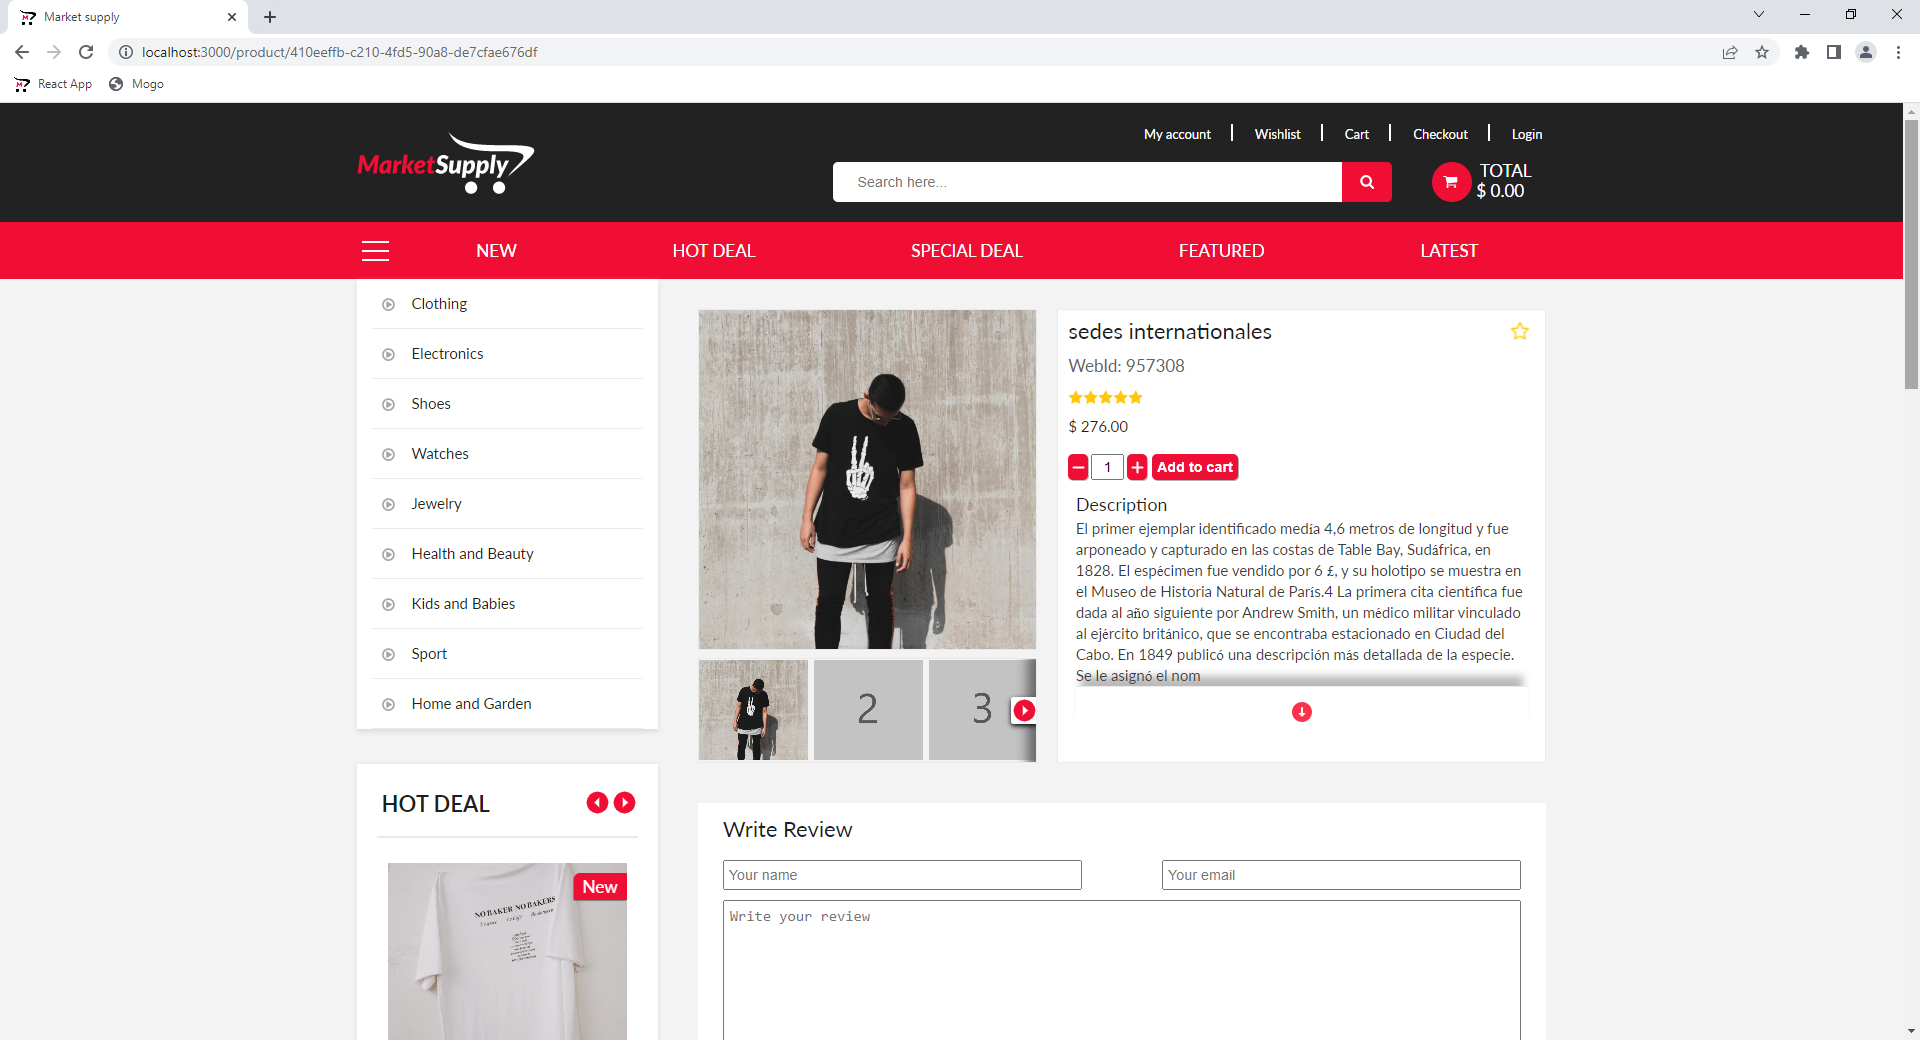 Market supply
localhost:3000/product/410eeffb-c210-4fd5-90a8-de7cfae676df
React App
Mogo
My account
Wishlist
Cart
Checkout
Login
MarketSupply
Search here...
TOTAL
$ 0.00
NEW
HOT DEAL
SPECIAL DEAL
FEATURED
LATEST
Clothing
Electronics
Shoes
Watches
Jewelry
Health and Beauty
Kids and Babies
Sport
Home and Garden
2
3
sedes internationales
WebId: 957308
$ 276.00
1
Add to cart
Description
El primer ejemplar identificado medía 4,6 metros de longitud y fue
arponeado y capturado en las costas de Table Bay, Sudáfrica, en
1828. El espécimen fue vendido por 6 £, y su holotipo se muestra en
el Museo de Historia Natural de París.4 La primera cita científica fue
dada al año siguiente por Andrew Smith, un médico militar vinculado
al ejército británico, que se encontraba estacionado en Ciudad del
Cabo. En 1849 publicó una descripción más detallada de la especie.
Se le asignó el nom
HOT DEAL
New
NO BAKER NO BAKERS
Write Review
Your name
Your email
Write your review